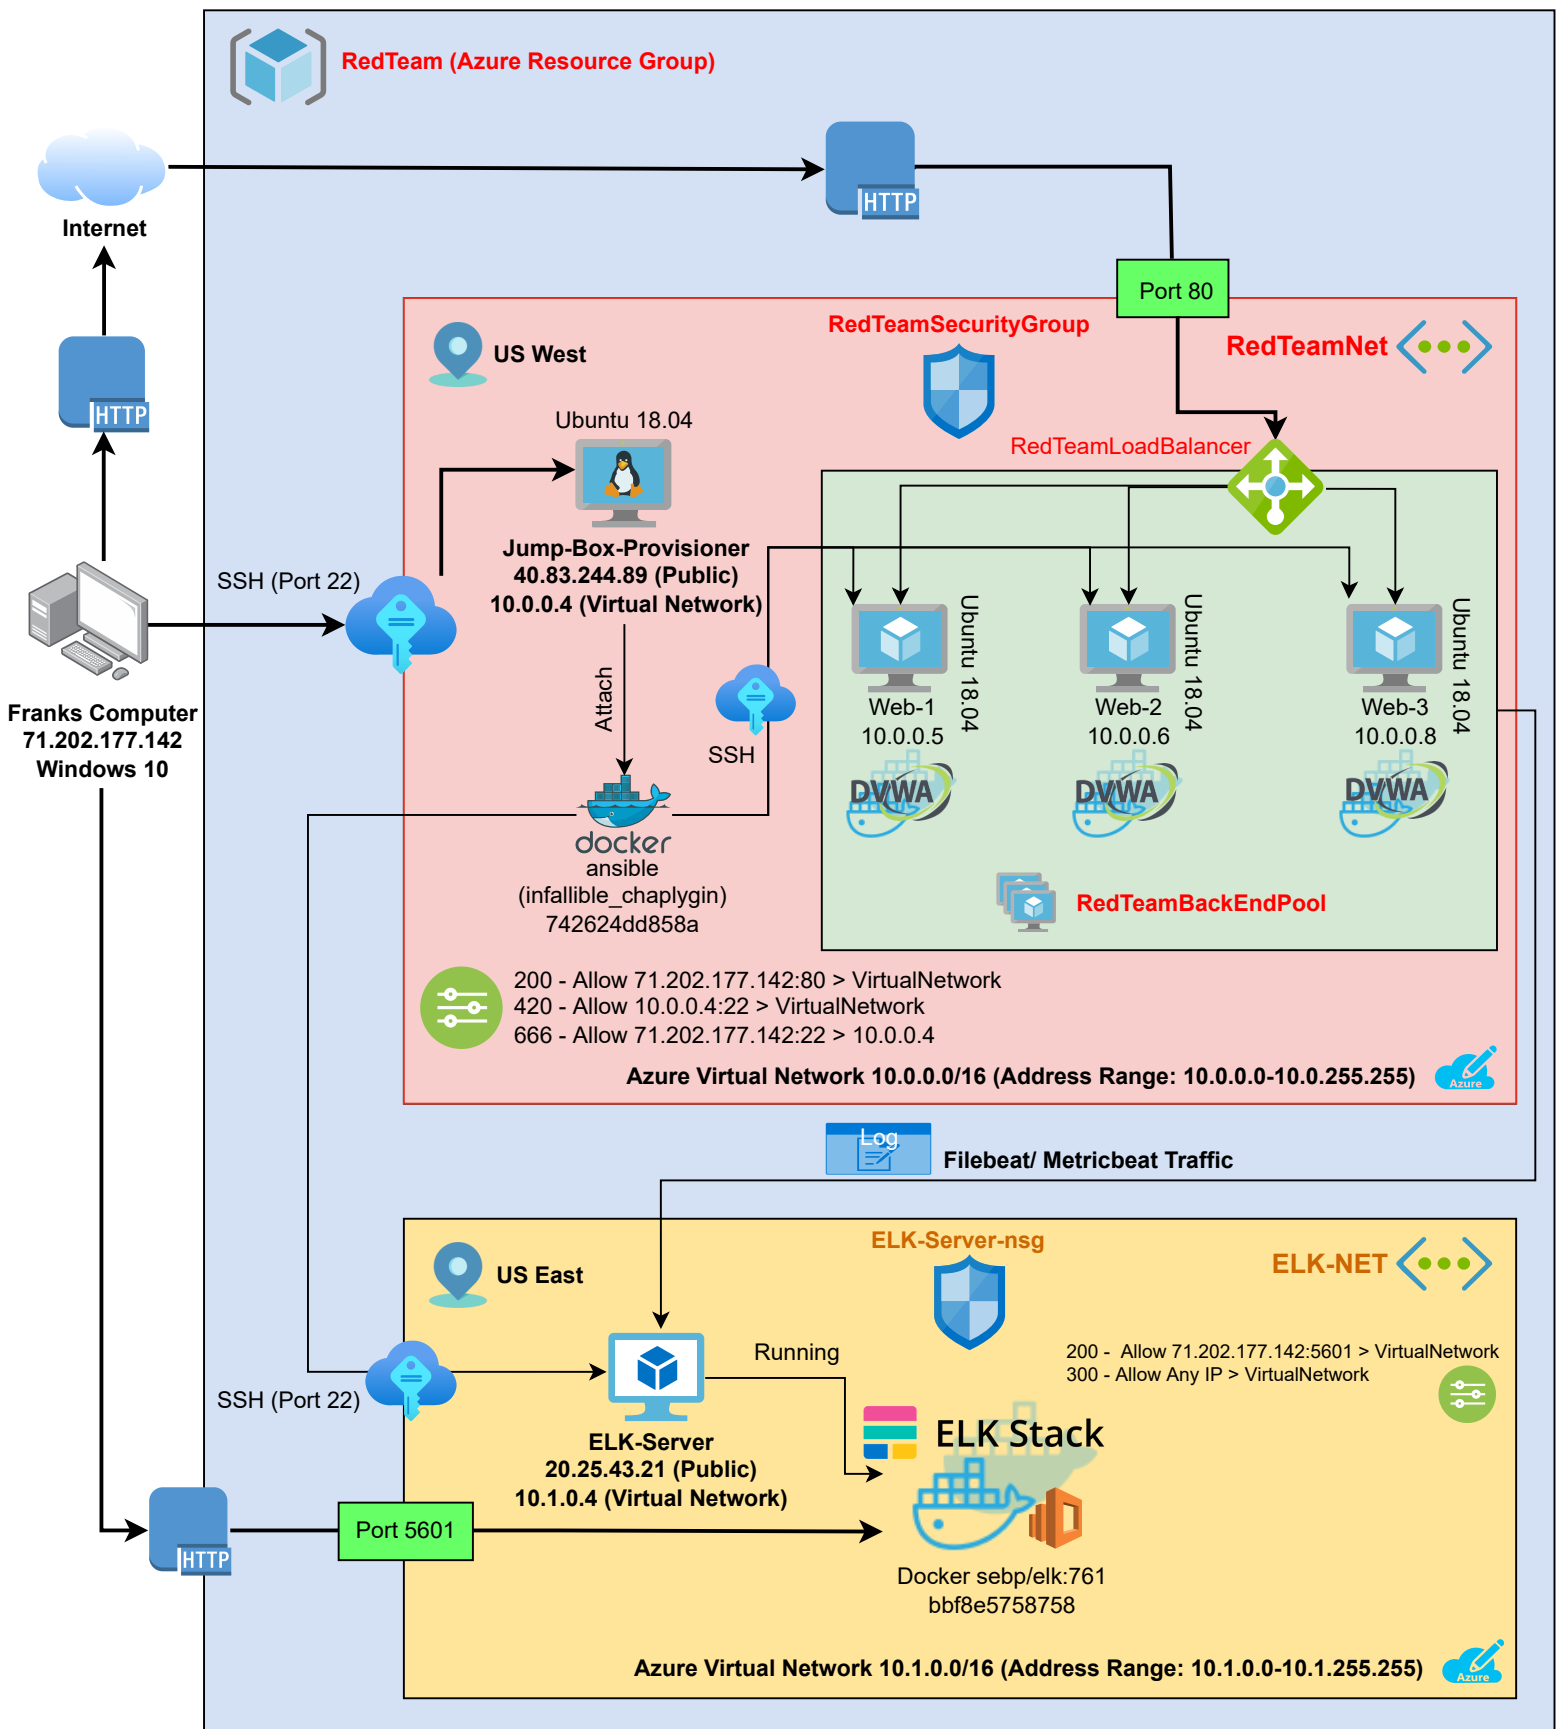 RedTeam (Azure Resource Group)
HTTP
Internet
Port 80
RedTeamSecurityGroup
RedTeamNet
US West
HTTP
Ubuntu 18.04
RedTeamLoadBalancer
Jump-Box-Provisioner
40.83.244.89 (Public)
10.0.0.4 (Virtual Network)
SSH (Port 22)
Franks Computer
71.202.177.142
Windows 10
Attach
SSH
Ubuntu 18.04
Web-1
10.0.0.5
DVWA
Ubuntu 18.04
Web-2
10.0.0.6
DVWA
Ubuntu 18.04
Web-3
10.0.0.8
DVWA
docker
ansible
(infallible_chaplygin)
742624dd858a
RedTeamBackEndPool
200 - Allow 71.202.177.142:80 > VirtualNetwork
420 - Allow 10.0.0.4:22 > VirtualNetwork
666 - Allow 71.202.177.142:22 > 10.0.0.4
Azure Virtual Network 10.0.0.0/16 (Address Range: 10.0.0.0-10.0.255.255)
Azure
Log
Filebeat/ Metricbeat Traffic
ELK-Server-nsg
ELK-NET
US East
Running
200 -  Allow 71.202.177.142:5601 > VirtualNetwork
300 - Allow Any IP > VirtualNetwork
SSH (Port 22)
ELK Stack
ELK-Server
20.25.43.21 (Public)
10.1.0.4 (Virtual Network)
Port 5601
HTTP
Docker sebp/elk:761
bbf8e5758758
Azure Virtual Network 10.1.0.0/16 (Address Range: 10.1.0.0-10.1.255.255)
Azure